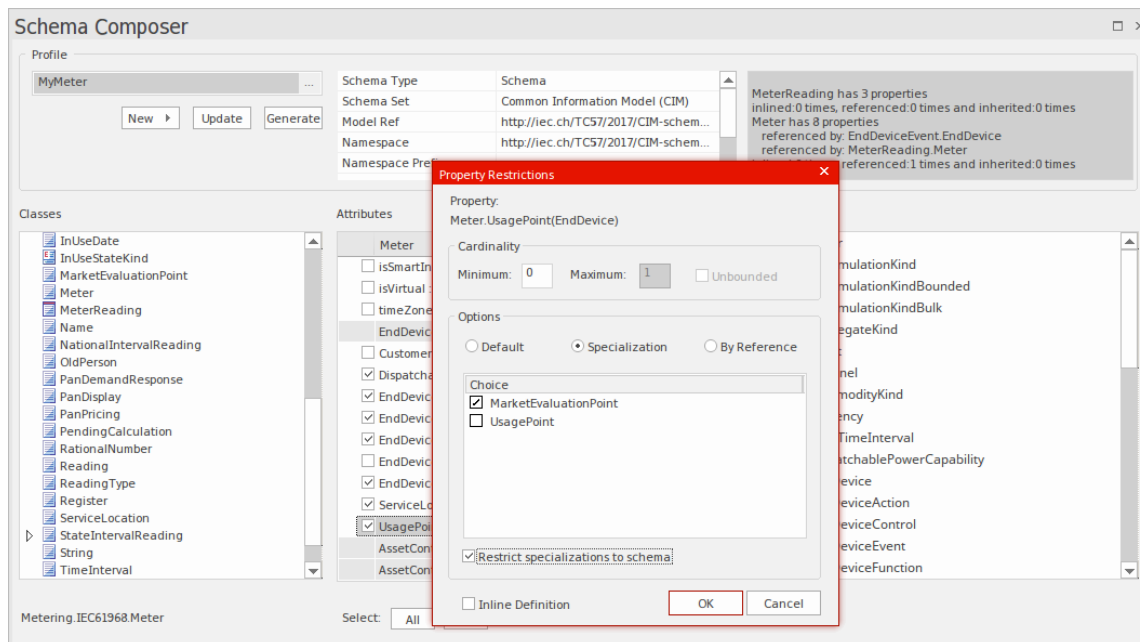 Schema Composer
Profile
MyMeter
...
New
Update
Generate
Schema Type Schema
Schema Set Common Information Model (CIM)
Model Ref http://iec.ch/TC57/2017/CIM-schem...
Namespace http://iec.ch/TC57/2017/CIM-schem...
Namespace Pref
MeterReading has 3 properties
inlined:0 times, referenced:0 times and inherited:0 times
Meter has 8 properties
referenced by: EndDeviceEvent.EndDevice
referenced by: MeterReading.Meter
referenced:1 times and inherited:0 times
Classes
InUseDate
InUseStateKind
MarketEvaluationPoint
Meter
MeterReading
Name
NationalIntervalReading
OldPerson
PanDemandResponse
PanDisplay
PanPricing
PendingCalculation
RationalNumber
Reading
ReadingType
Register
ServiceLocation
StateIntervalReading
String
TimeInterval
Attributes
Meter
isSmartIn
isVirtual :
timeZone
EndDevic
Customer
Dispatcha
EndDevic
EndDevic
EndDevic
EndDevic
EndDevic
ServiceLo
UsagePoi
AssetCon
AssetCon
Property Restrictions
Property:
Meter.UsagePoint(EndDevice)
Cardinality
Minimum: 0 Maximum: 1 Unbounded
Options
Default Specialization By Reference
Choice
MarketEvaluationPoint
UsagePoint
Restrict specializations to schema
Inline Definition
OK
Cancel
mulationKind
mulationKindBounded
mulationKindBulk
egateKind
nel
modityKind
ency
TimeInterval
atchablePowerCapability
evice
eviceAction
eviceControl
eviceEvent
eviceFunction
Metering.IEC61968.Meter
Select: All